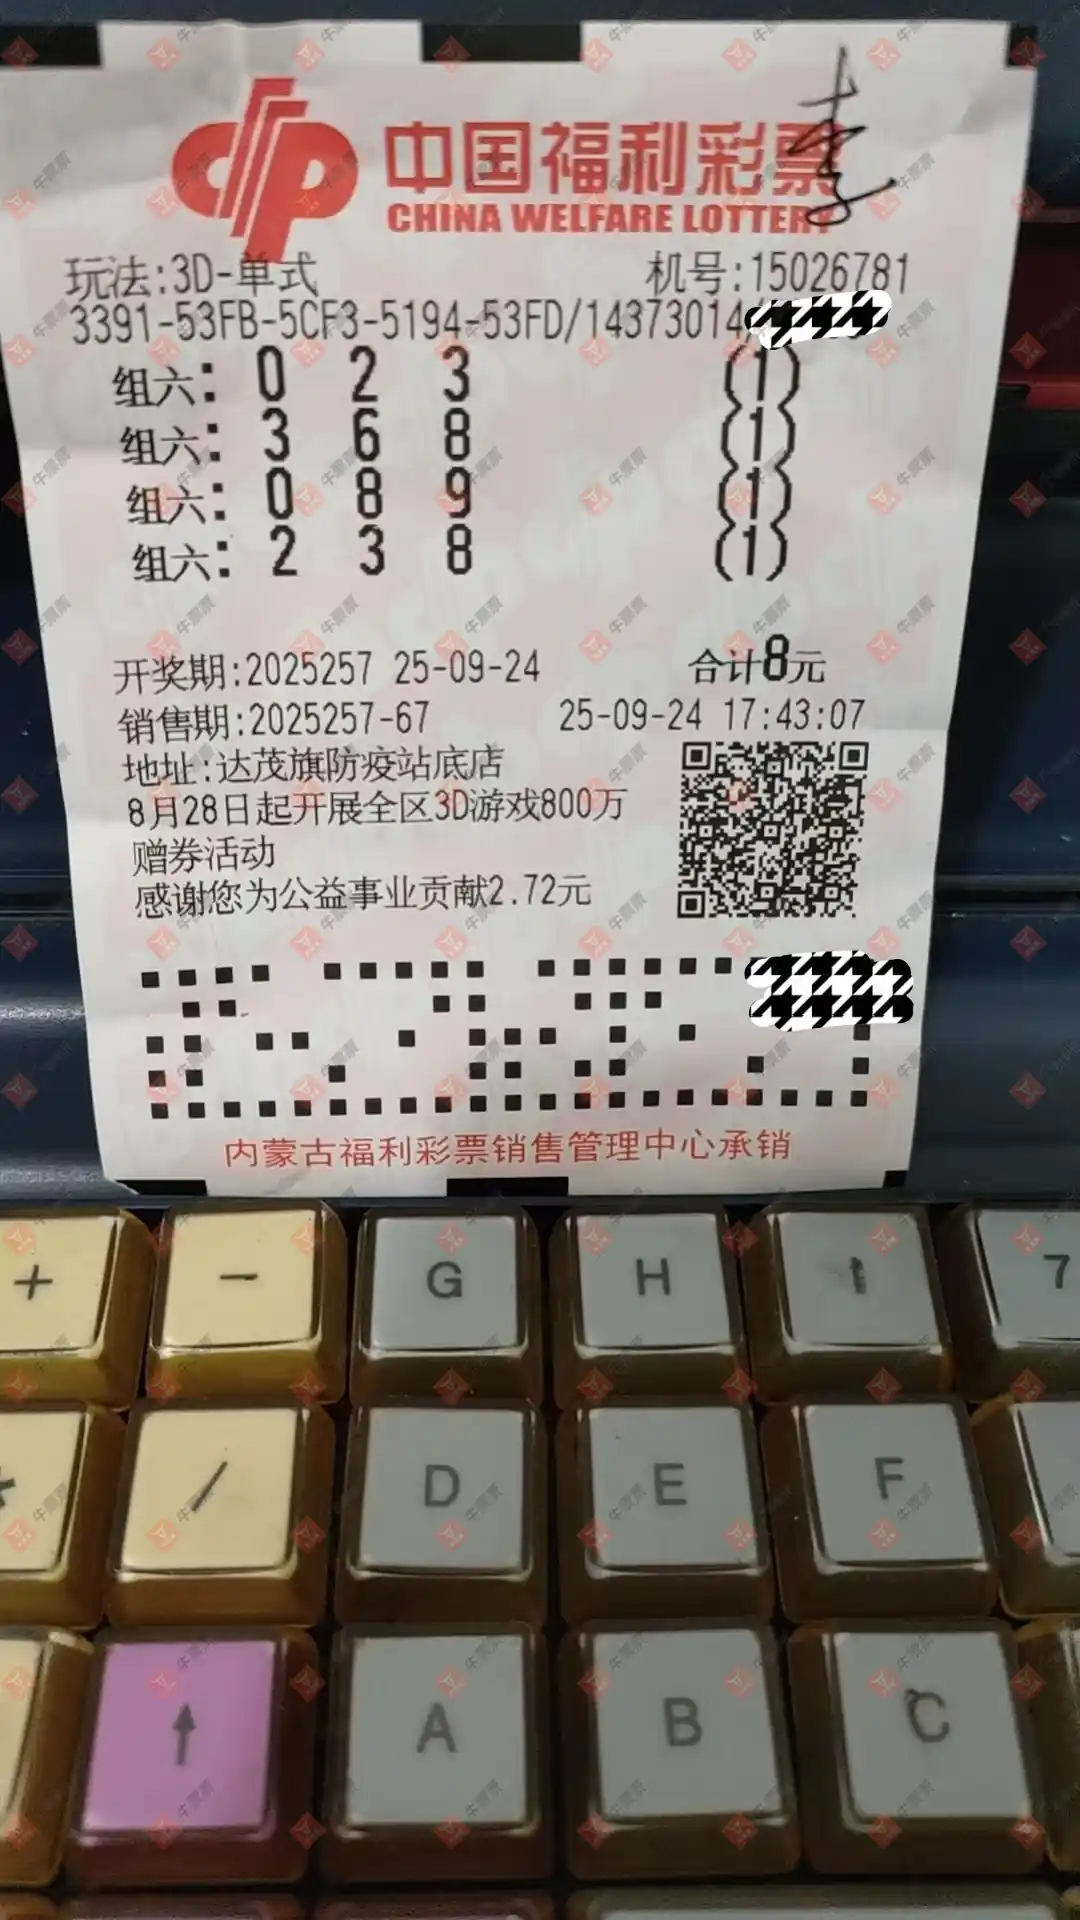 李
中国福利彩票
CHINA WELFARE LOTTERY
玩法:3D-单式 机号:15026781
3391-53FB-5CF3-5194-53FD/14373014/
组六: 0 2 3 (1)
组六: 3 6 8 (1)
组六: 0 8 9 (1)
组六: 2 3 8 (1)
开奖期:2025257 25-09-24 合计8元
销售期:2025257-67 25-09-24 17:43:07
地址:达茂旗防疫站底店
8月28日起开展全区3D游戏800万
赠券活动
感谢您为公益事业贡献2.72元
内蒙古福利彩票销售管理中心承销
+ - G H I 7
* / D E F
↑ A B C
牛票票